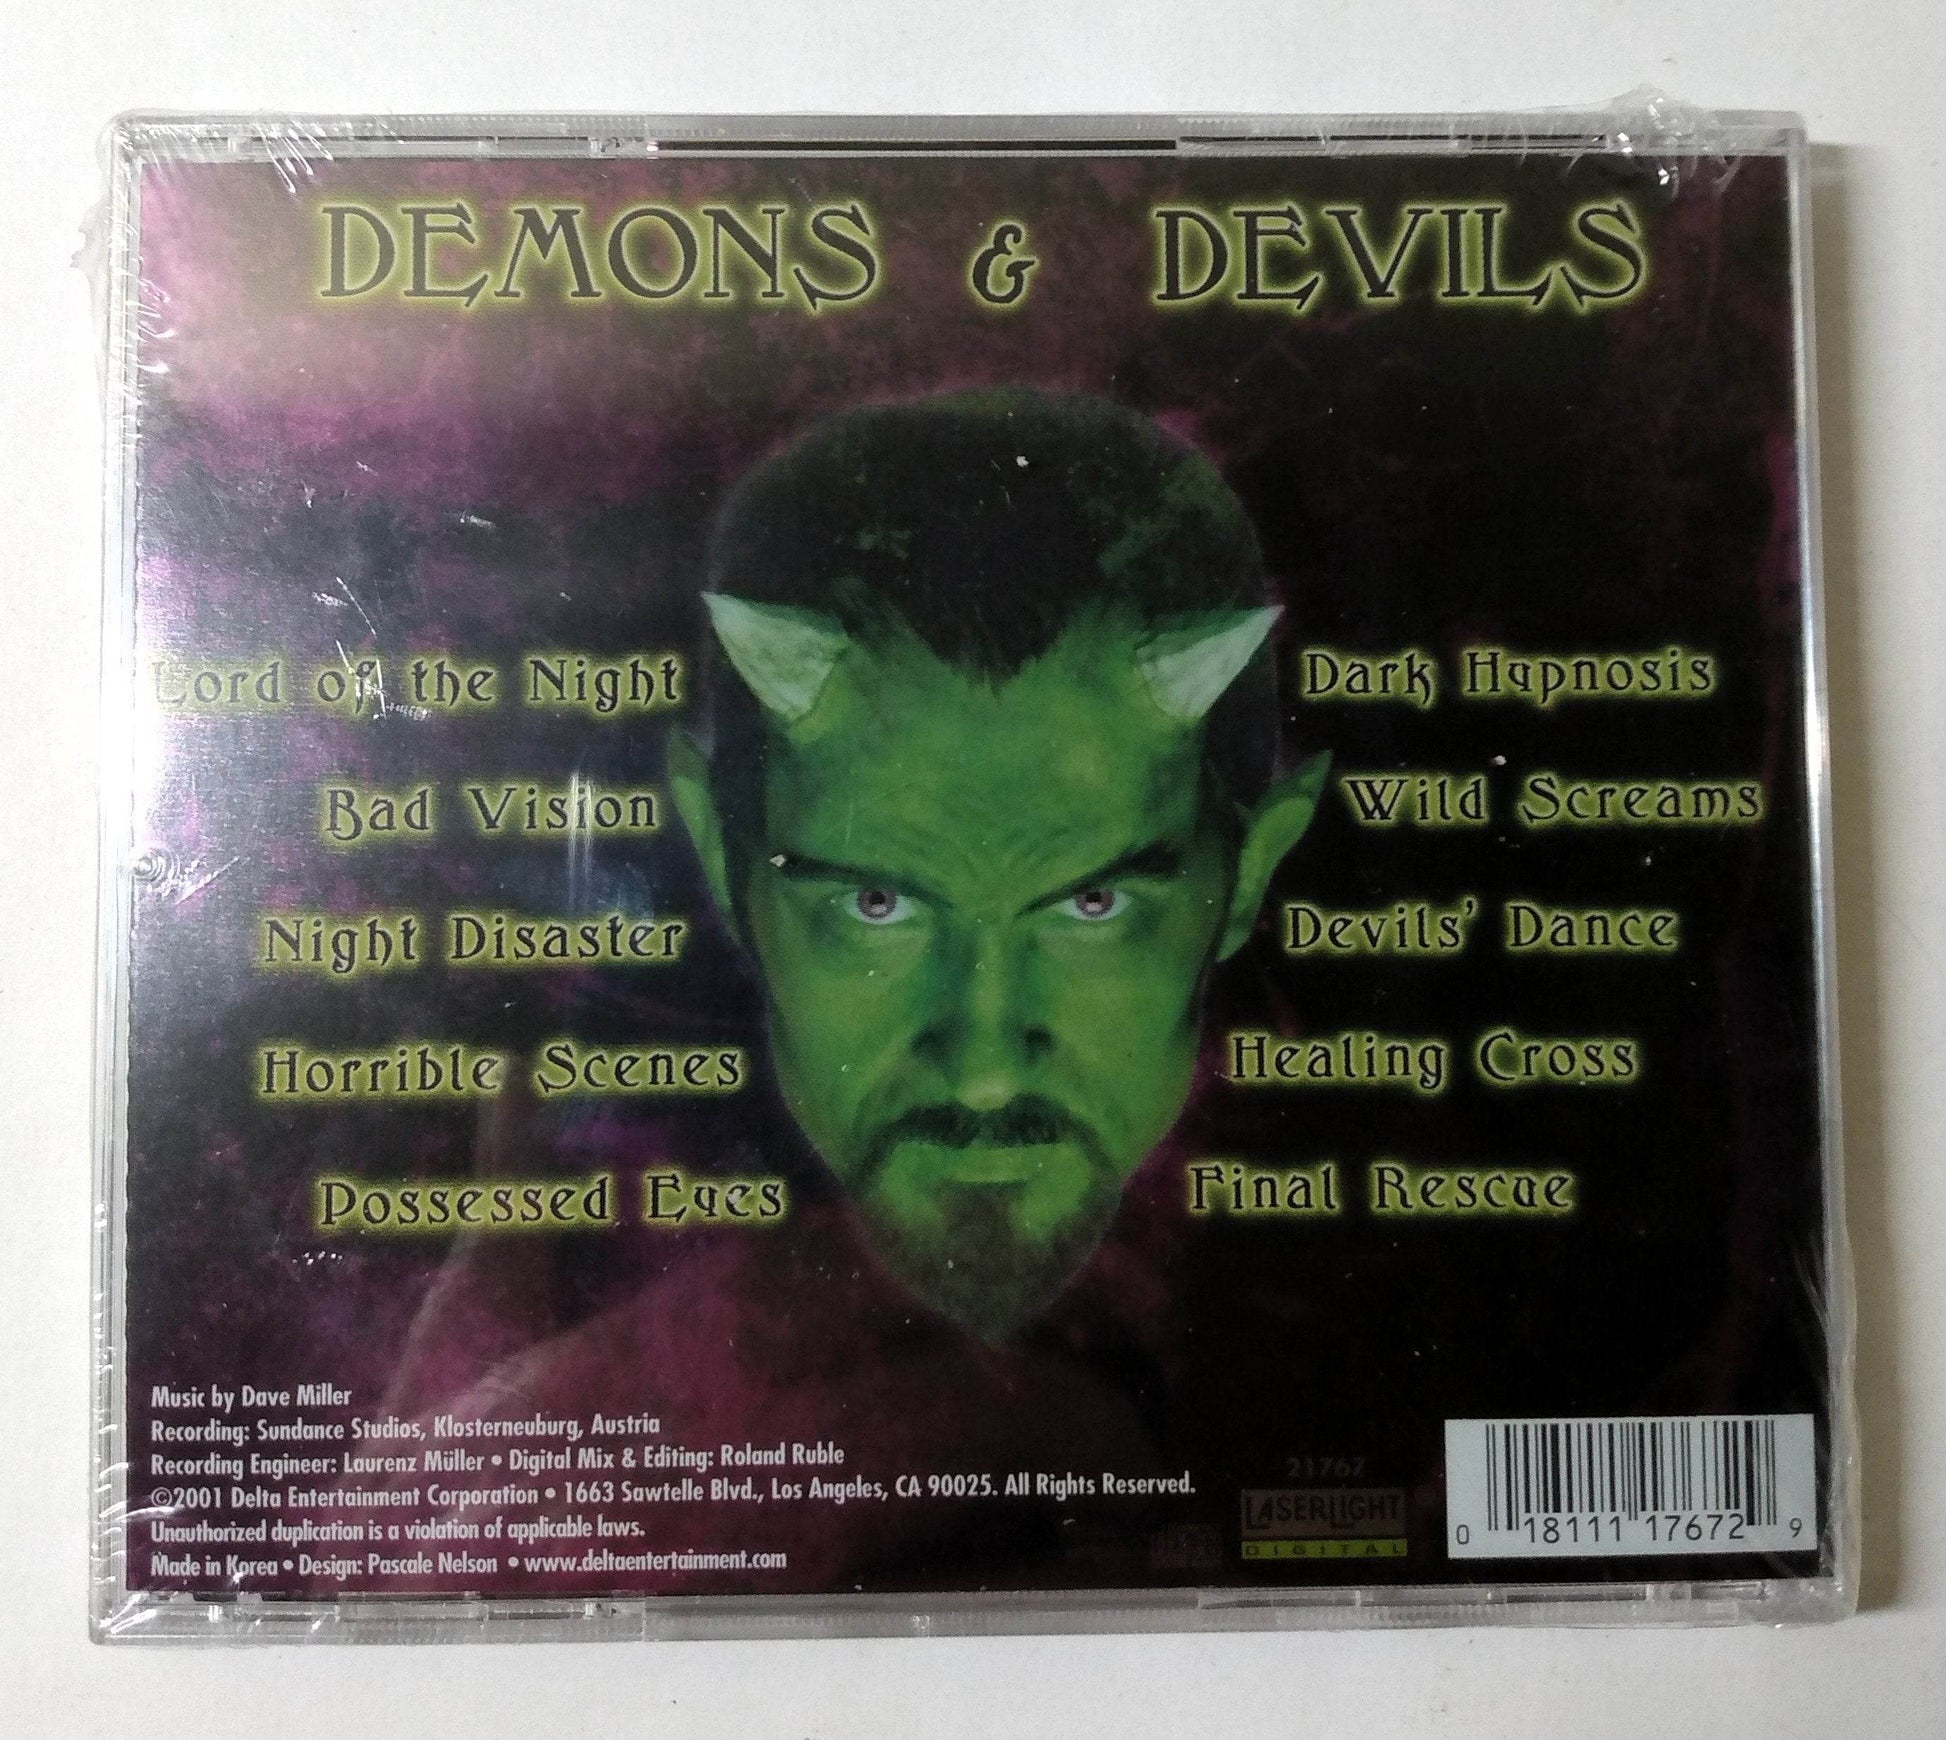 DEMONS & DEVILS
Lord of the Night
Bad Vision
Night Disaster
Horrible Scenes
Possessed Eyes
Dark Hypnosis
Wild Screams
Devils' Dance
Healing Cross
Final Rescue
Music by Dave Miller
Recording: Sundance Studios, Klosterneuburg, Austria
Recording Engineer: Laurenz Müller • Digital Mix & Editing: Roland Ruble
©2001 Delta Entertainment Corporation • 1663 Sawtelle Blvd., Los Angeles, CA 90025. All Rights Reserved.
Unauthorized duplication is a violation of applicable laws.
Made in Korea • Design: Pascale Nelson • www.deltaentertainment.com
21767
LASERLIGHT
DIGITAL
0 18111 17672 9